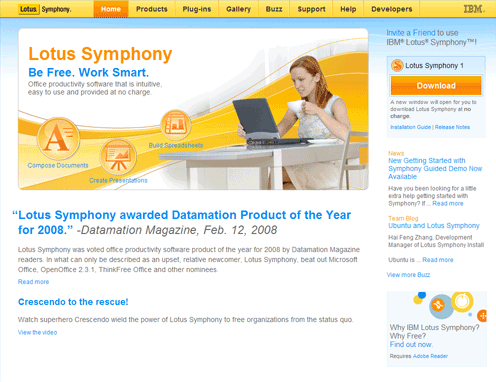 Lotus. Symphony.
Home Products Plug-ins Gallery Buzz Support Help Developers
IBM.
Lotus Symphony
Be Free. Work Smart.
Office productivity software that is intuitive,
easy to use and provided at no charge.
Build Spreadsheets
Compose Documents
Create Presentations
“Lotus Symphony awarded Datamation Product of the Year
for 2008.” -Datamation Magazine, Feb. 12, 2008
Lotus Symphony was voted office productivity software product of the year for 2008 by Datamation Magazine
readers. In what can only be described as an upset, relative newcomer, Lotus Symphony, beat out Microsoft
Office, OpenOffice 2.3.1, ThinkFree Office and other nominees.
Read more
Crescendo to the rescue!
Watch superhero Crescendo wield the power of Lotus Symphony to free organizations from the status quo.
View the video
Invite a Friend to use
IBM® Lotus® Symphony™!
Lotus Symphony 1
Download
A new window will open for you to
download Lotus Symphony at no
charge.
Installation Guide | Release Notes
News
New Getting Started with
Symphony Guided Demo Now
Available
Have you been looking for a little
extra help getting started with
Symphony? If ... Read more
Team Blog
Ubuntu and Lotus Symphony
Hai Feng Zhang, Development
Manager of Lotus Symphony Install
Ubuntu is .... Read more
View more Buzz
Why IBM Lotus Symphony?
Why Free?
Find out now.
Requires Adobe Reader